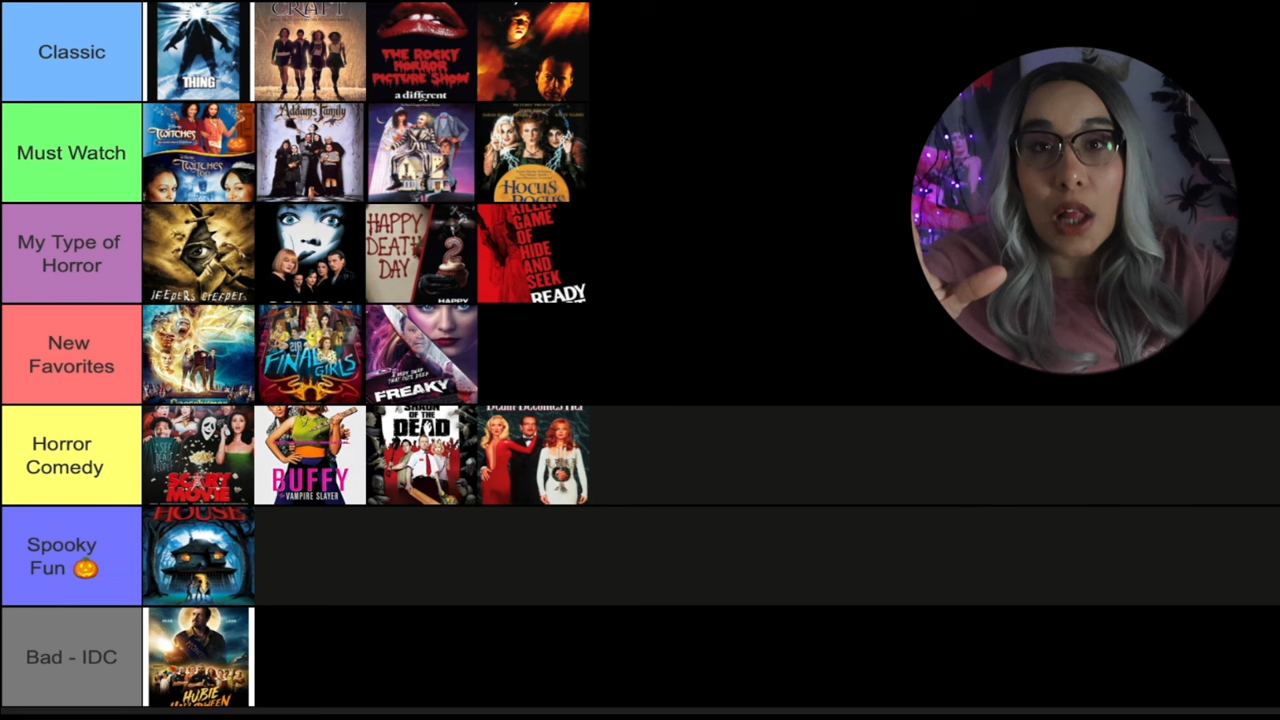 Classic
THING
CRAFT
THE ROCKY
HORROR
PICTURE SHOW
a different
Must Watch
TWITCHES
TWITCHES
TOO
Addams Family
HOCUS
POCUS
My Type of
Horror
JEEPERS CREEPERS
HAPPY
DEATH
DAY
2
HAPPY
KILLER
GAME
OF
HIDE
AND
SEEK
READY
New
Favorites
Goosebumps
FINAL
GIRLS
FREAKY
Horror
Comedy
SCARY
MOVIE
BUFFY
VAMPIRE SLAYER
SHAUN
OF THE
DEAD
Death Becomes Her
Spooky
Fun 🎃
HOUSE
Bad - IDC
HUBIE
HALLOWEEN